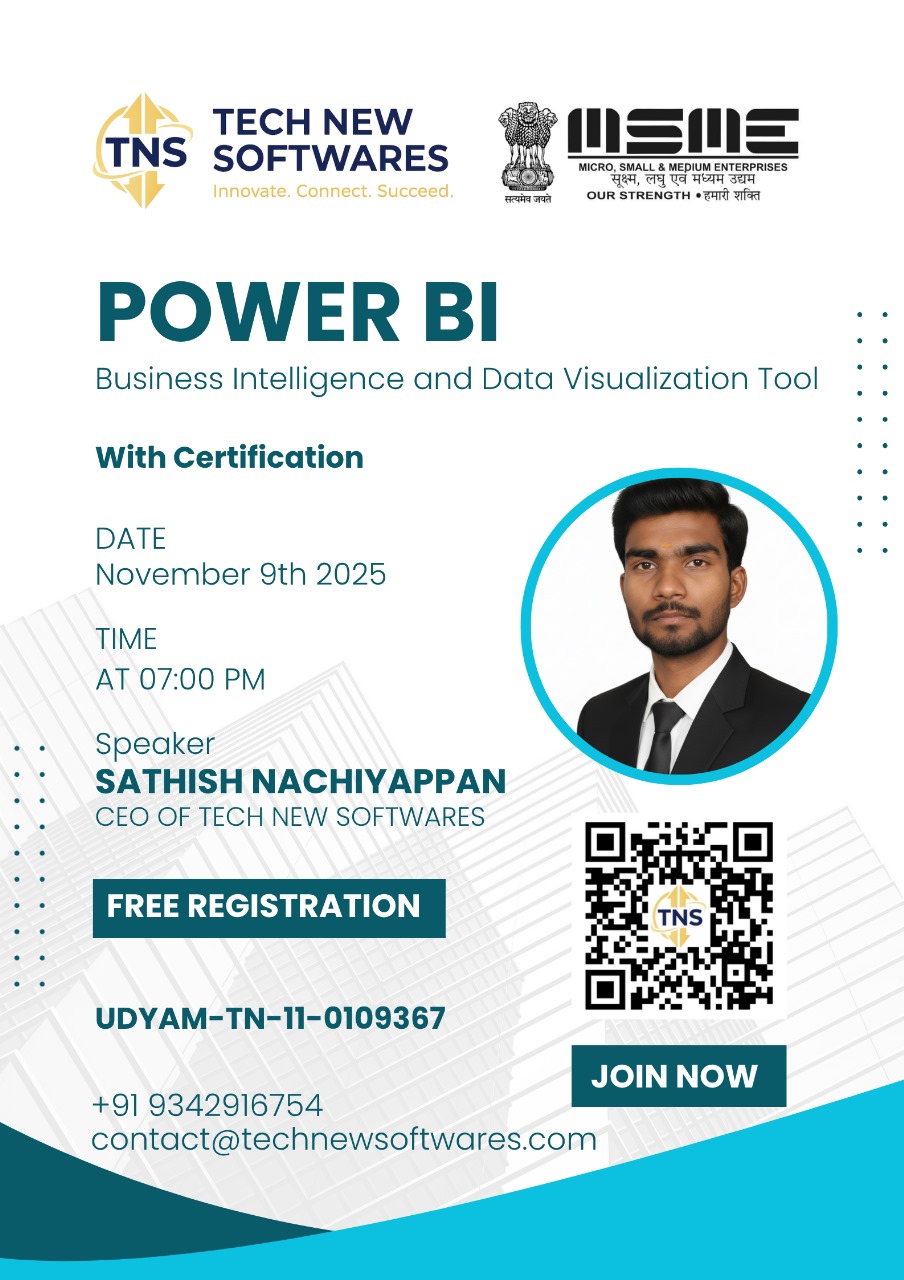 TNS
TECH NEW
SOFTWARES
Innovate. Connect. Succeed.
सत्यमेव जयते
MSME
MICRO, SMALL & MEDIUM ENTERPRISES
सूक्ष्म, लघु एवं मध्यम उद्यम
OUR STRENGTH • हमारी शक्ति
POWER BI
Business Intelligence and Data Visualization Tool
With Certification
DATE
November 9th 2025
TIME
AT 07:00 PM
Speaker
SATHISH NACHIYAPPAN
CEO OF TECH NEW SOFTWARES
FREE REGISTRATION
TNS
UDYAM-TN-11-0109367
JOIN NOW
+91 9342916754
contact@technewsoftwares.com